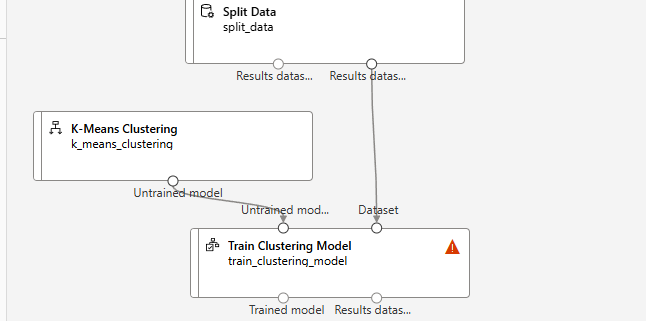 Split Data
split_data
Results datas... Results datas...
K-Means Clustering
k_means_clustering
Untrained model
Untrained mod... Dataset
Train Clustering Model
train_clustering_model
Trained model Results datas...